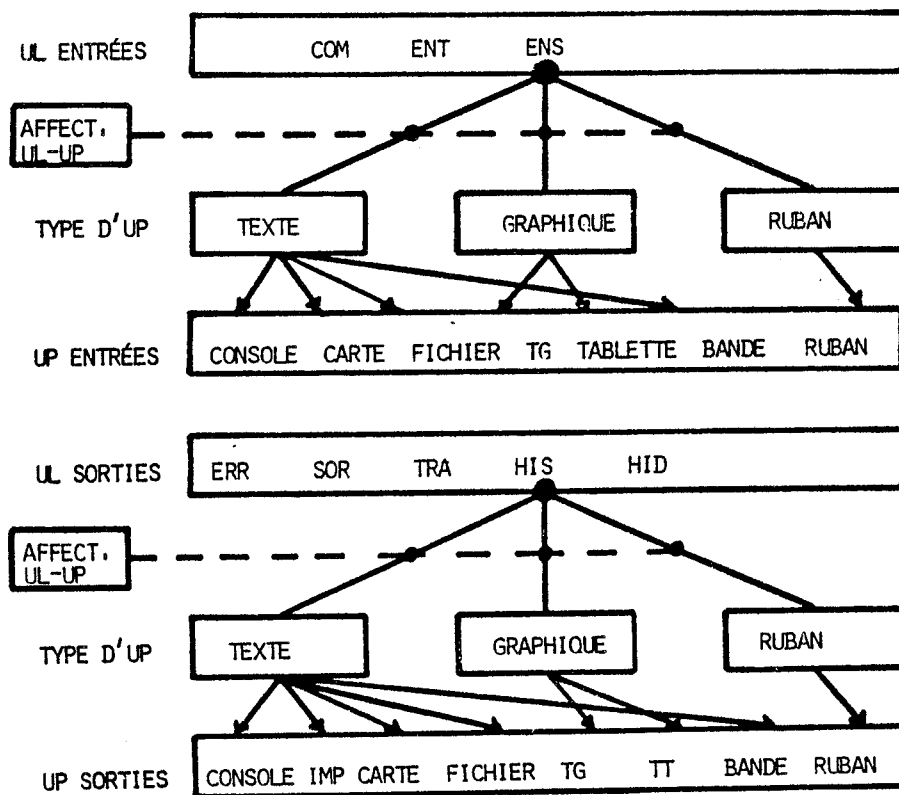 UL ENTRÉES
COM ENT ENS
AFFECT.
UL-UP
TYPE D'UP
TEXTE GRAPHIQUE RUBAN
UP ENTRÉES
CONSOLE CARTE FICHIER TG TABLETTE BANDE RUBAN
UL SORTIES
ERR SOR TRA HIS HID
AFFECT.
UL-UP
TYPE D'UP
TEXTE GRAPHIQUE RUBAN
UP SORTIES
CONSOLE IMP CARTE FICHIER TG TT BANDE RUBAN